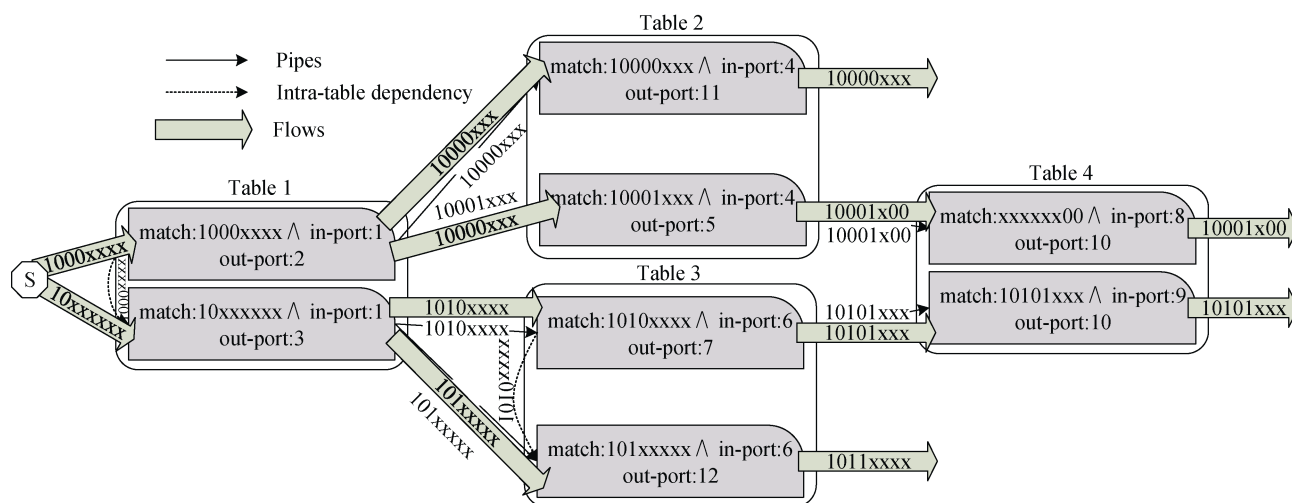 Pipes
Intra-table dependency
Flows
Table 1
S
1000xxxx
10xxxxxx
match:1000xxxx /\ in-port:1
out-port:2
match:10xxxxxx /\ in-port:1
out-port:3
10000xxx
10000xxx
10001xxx
10000xxx
1010xxxx
1010xxxx
101xxxxx
101xxxxx
Table 2
match:10000xxx /\ in-port:4
out-port:11
10000xxx
match:10001xxx /\ in-port:4
out-port:5
10001x00
10001x00
Table 3
match:1010xxxx /\ in-port:6
out-port:7
1010xxxx
10101xxx
10101xxx
match:101xxxxx /\ in-port:6
out-port:12
1011xxxx
Table 4
match:xxxxxx00 /\ in-port:8
out-port:10
10001x00
match:10101xxx /\ in-port:9
out-port:10
10101xxx